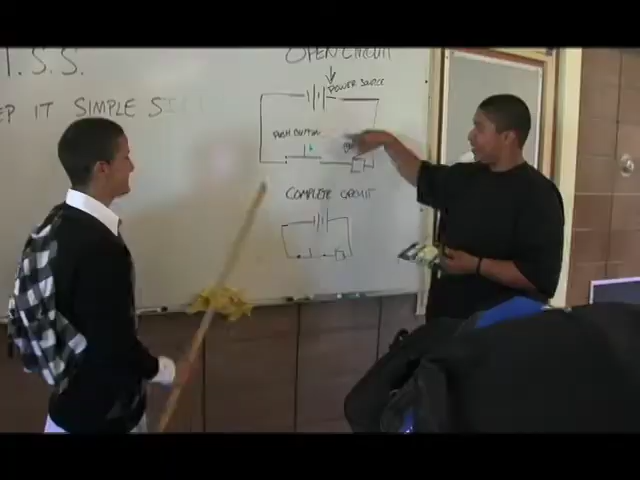 I.S.S.
EP IT SIMPLE S
OPEN CIRCUIT
POWER SOURCE
PUSH BUTTON
COMPLETE CIRCUIT